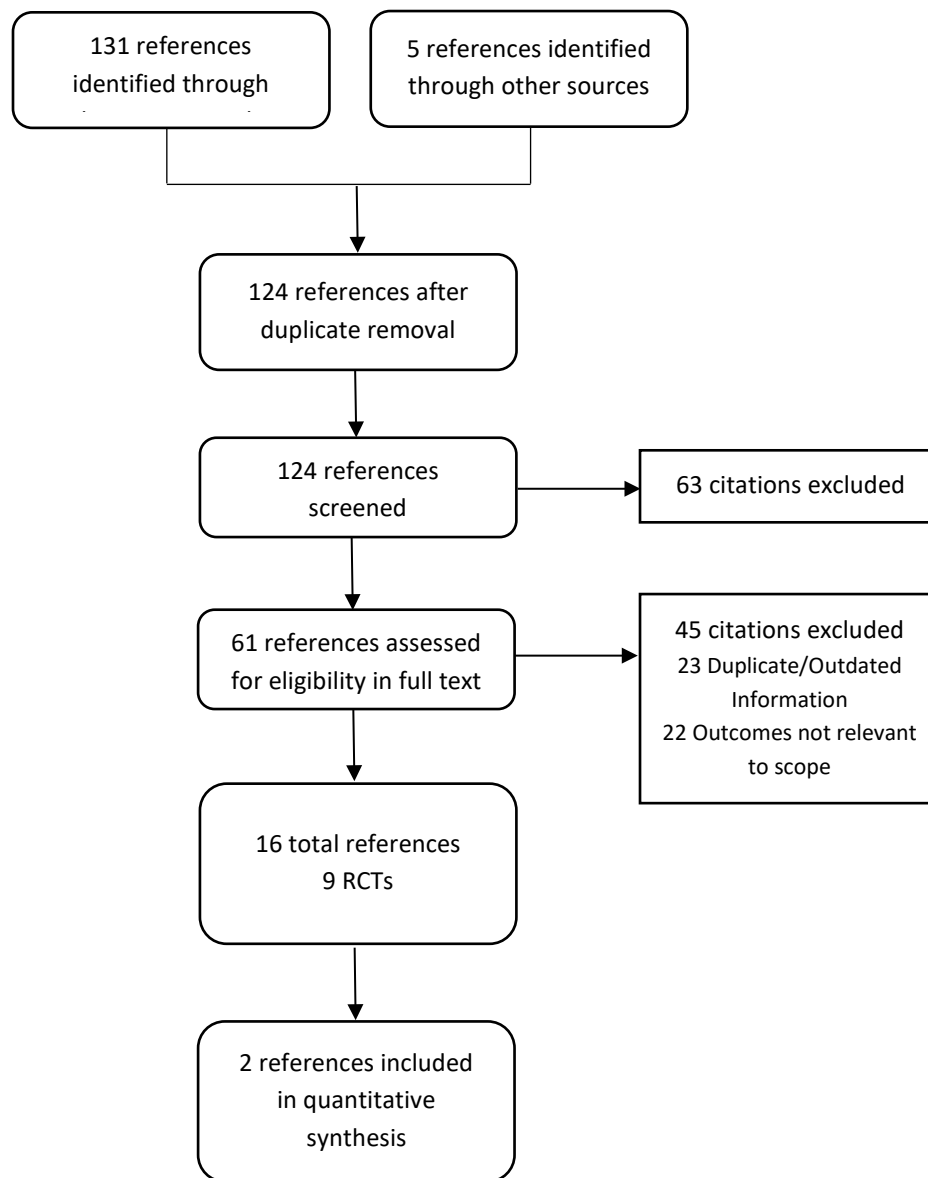 131 references
identified through
5 references identified
through other sources
124 references after
duplicate removal
124 references
screened
63 citations excluded
61 references assessed
for eligibility in full text
45 citations excluded
23 Duplicate/Outdated
Information
22 Outcomes not relevant
to scope
16 total references
9 RCTs
2 references included
in quantitative
synthesis